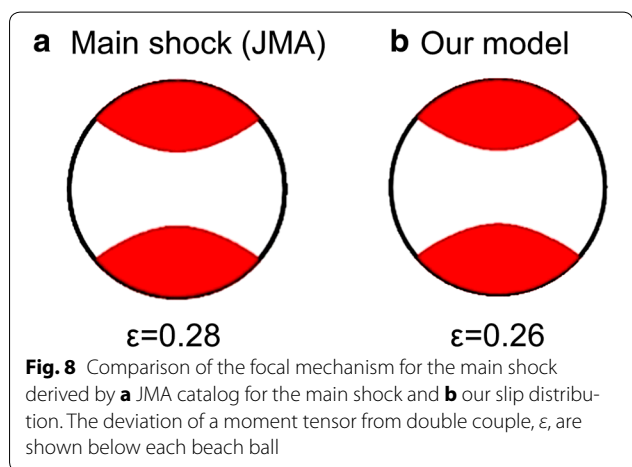 a Main shock (JMA)
b Our model
ε=0.28
ε=0.26
Fig. 8 Comparison of the focal mechanism for the main shock
derived by a JMA catalog for the main shock and b our slip distribu-
tion. The deviation of a moment tensor from double couple, ε, are
shown below each beach ball